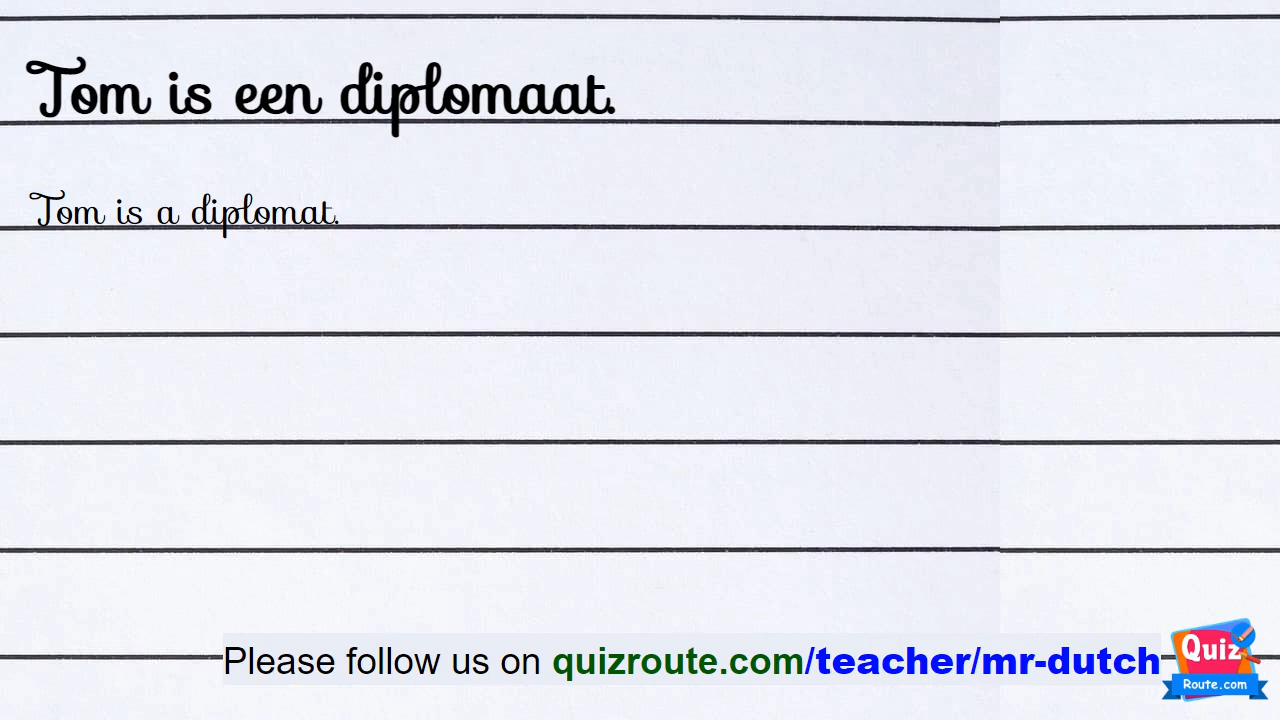 Tom is een diplomaat.
Tom is a diplomat.
Please follow us on quizroute.com/teacher/mr-dutch
Quiz
Route.com